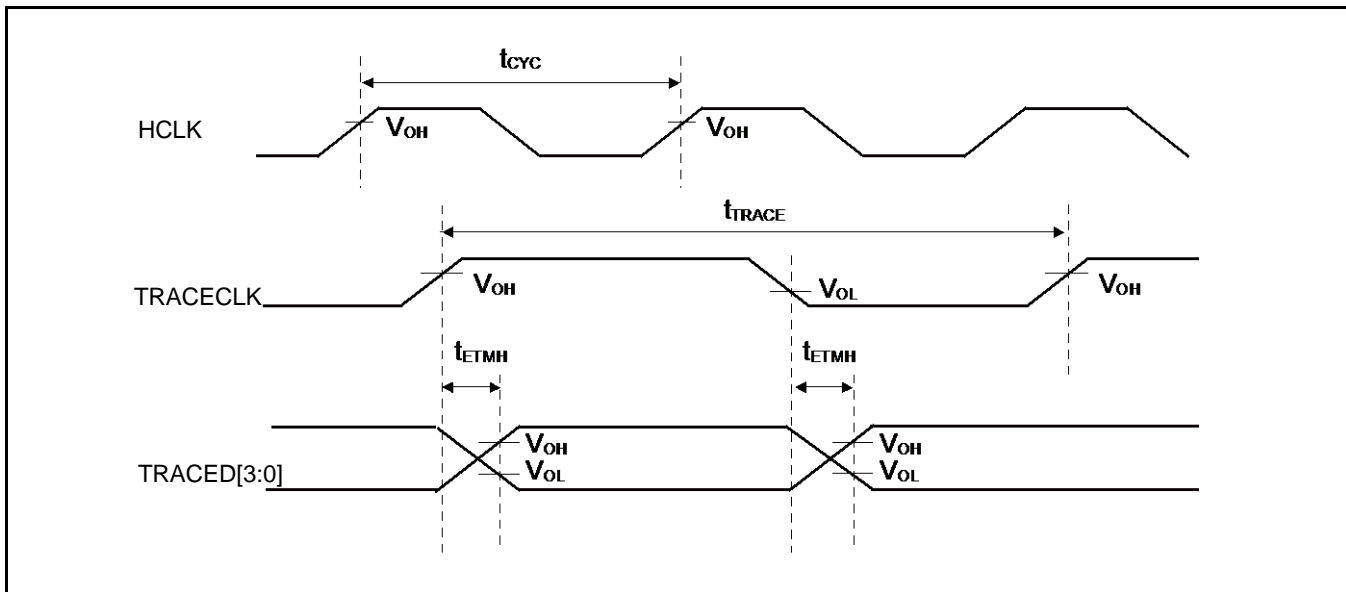 tCYC
HCLK
VOH
VOH
tTRACE
TRACECLK
VOH
VOL
VOH
tETMH
tETMH
TRACED[3:0]
VOH
VOL
VOH
VOL